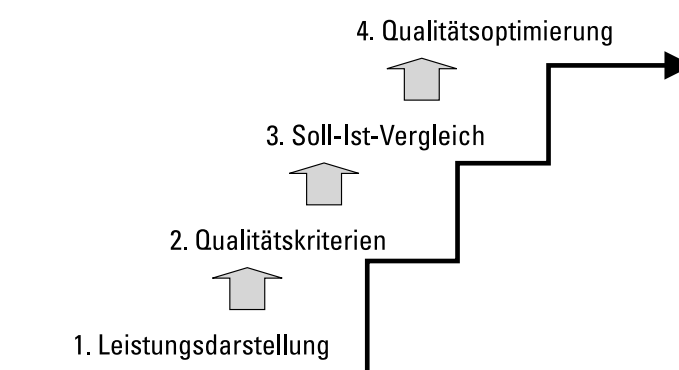 4. Qualitätsoptimierung
3. Soll-Ist-Vergleich
2. Qualitätskriterien
1. Leistungsdarstellung